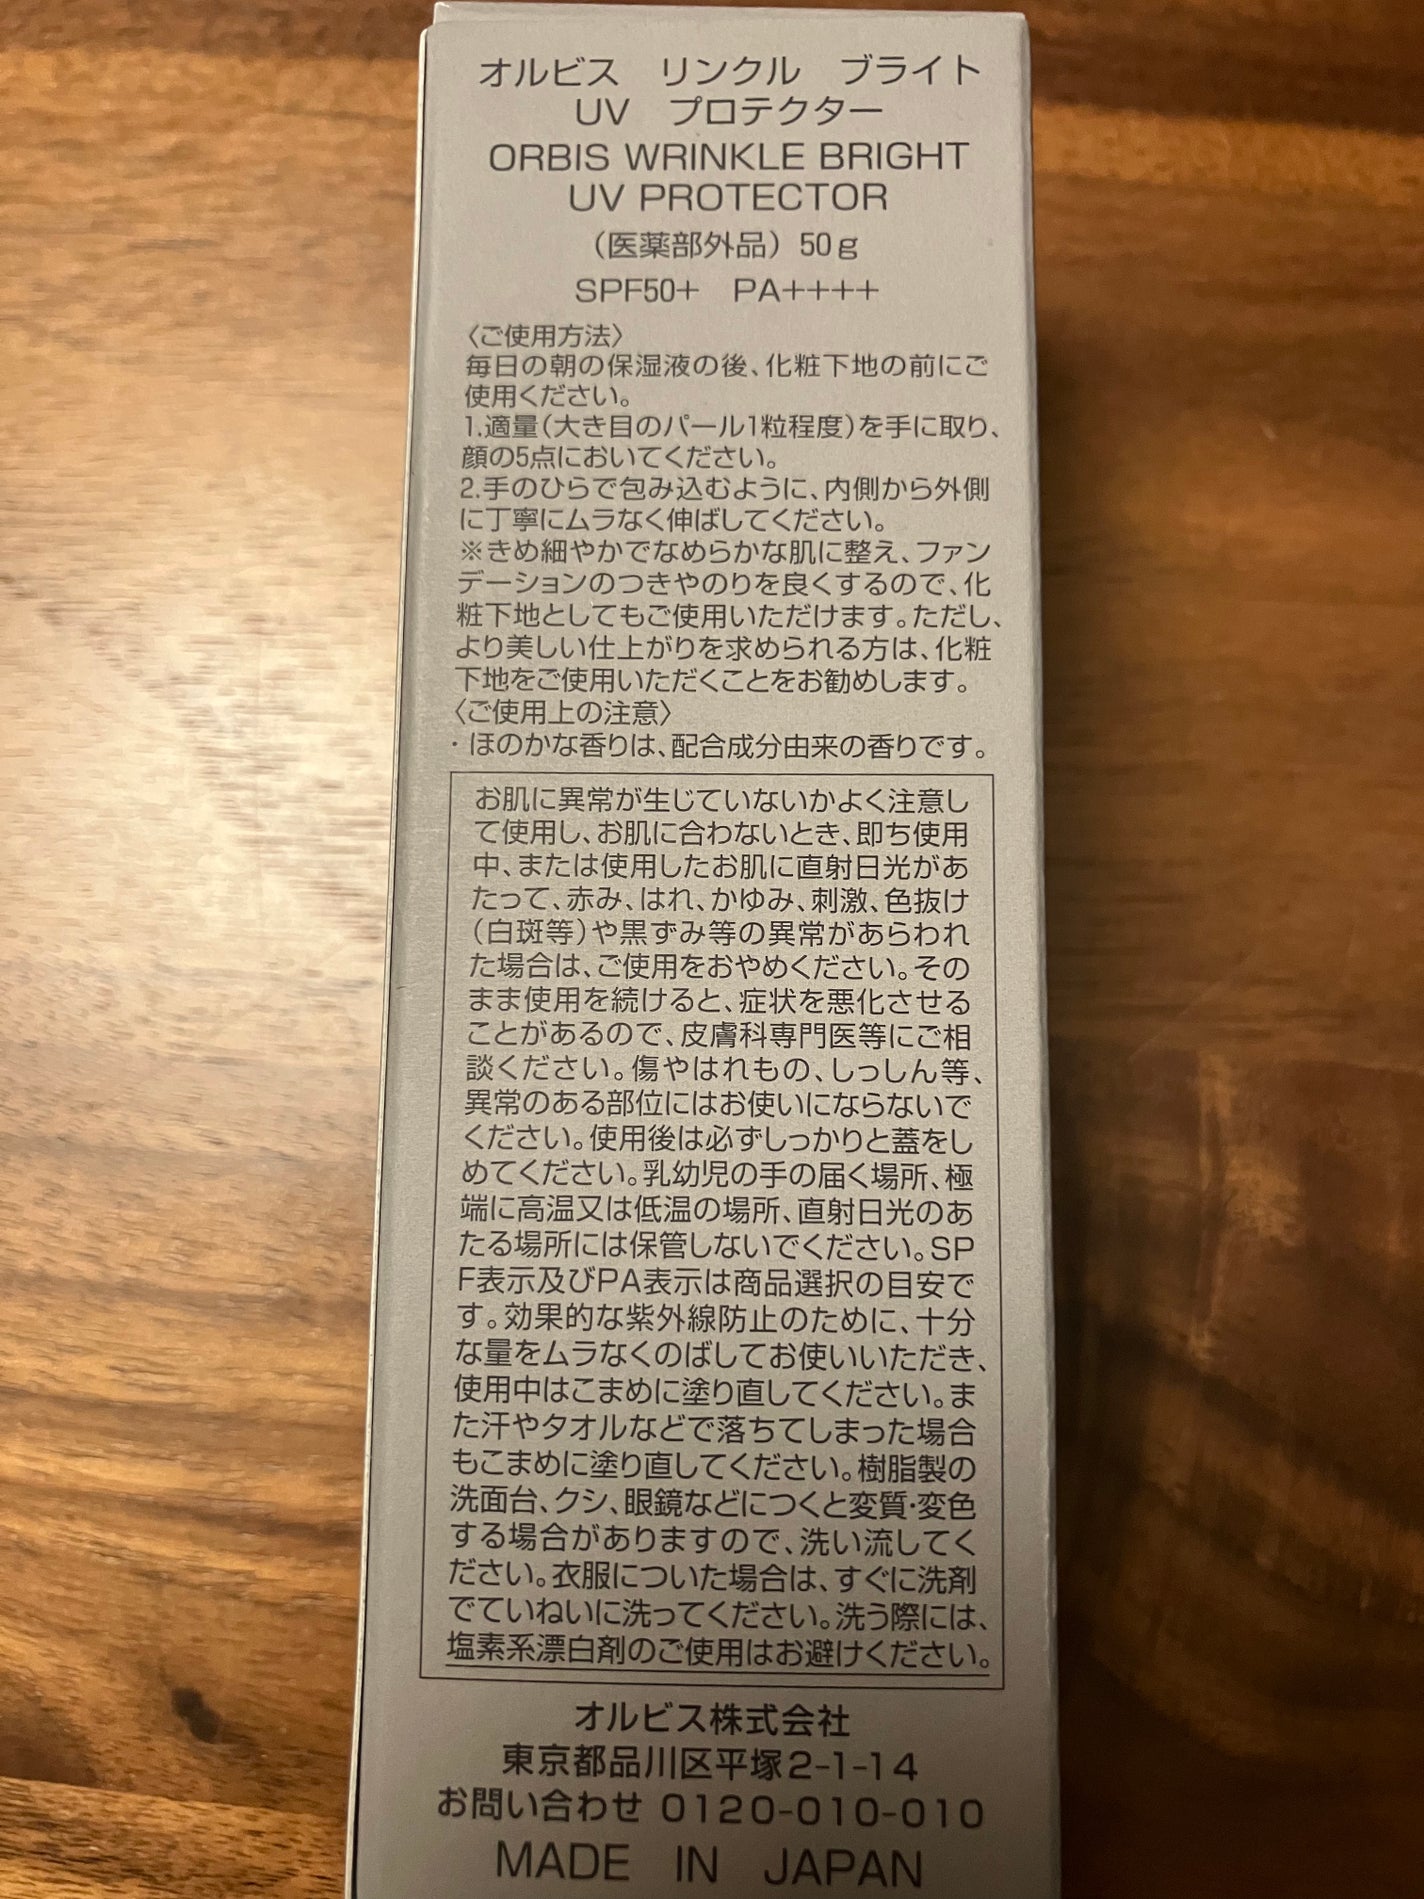 オルビス　リンクル　ブライト
UV　プロテクター
ORBIS WRINKLE BRIGHT
UV PROTECTOR
（医薬部外品）50g
SPF50+　PA++++
〈ご使用方法〉
毎日の朝の保湿液の後、化粧下地の前にご
使用ください。
1.適量（大き目のパール1粒程度）を手に取り、
顔の5点においてください。
2.手のひらで包み込むように、内側から外側
に丁寧にムラなく伸ばしてください。
※きめ細やかでなめらかな肌に整え、ファン
デーションのつきやのりを良くするので、化
粧下地としてもご使用いただけます。ただし、
より美しい仕上がりを求められる方は、化粧
下地をご使用いただくことをお勧めします。
〈ご使用上の注意〉
・ほのかな香りは、配合成分由来の香りです。
お肌に異常が生じていないかよく注意し
て使用し、お肌に合わないとき、即ち使用
中、または使用したお肌に直射日光があ
たって、赤み、はれ、かゆみ、刺激、色抜け
（白斑等）や黒ずみ等の異常があらわれ
た場合は、ご使用をおやめください。その
まま使用を続けると、症状を悪化させる
ことがあるので、皮膚科専門医等にご相
談ください。傷やはれもの、しっしん等、
異常のある部位にはお使いにならないで
ください。使用後は必ずしっかりと蓋をし
めてください。乳幼児の手の届く場所、極
端に高温又は低温の場所、直射日光のあ
たる場所には保管しないでください。SP
F表示及びPA表示は商品選択の目安で
す。効果的な紫外線防止のために、十分
な量をムラなくのばしてお使いいただき、
使用中はこまめに塗り直してください。ま
た汗やタオルなどで落ちてしまった場合
もこまめに塗り直してください。樹脂製の
洗面台、クシ、眼鏡などにつくと変質・変色
する場合がありますので、洗い流してく
ださい。衣服についた場合は、すぐに洗剤
でていねいに洗ってください。洗う際には、
塩素系漂白剤のご使用はお避けください。
オルビス株式会社
東京都品川区平塚2-1-14
お問い合わせ 0120-010-010
MADE IN JAPAN